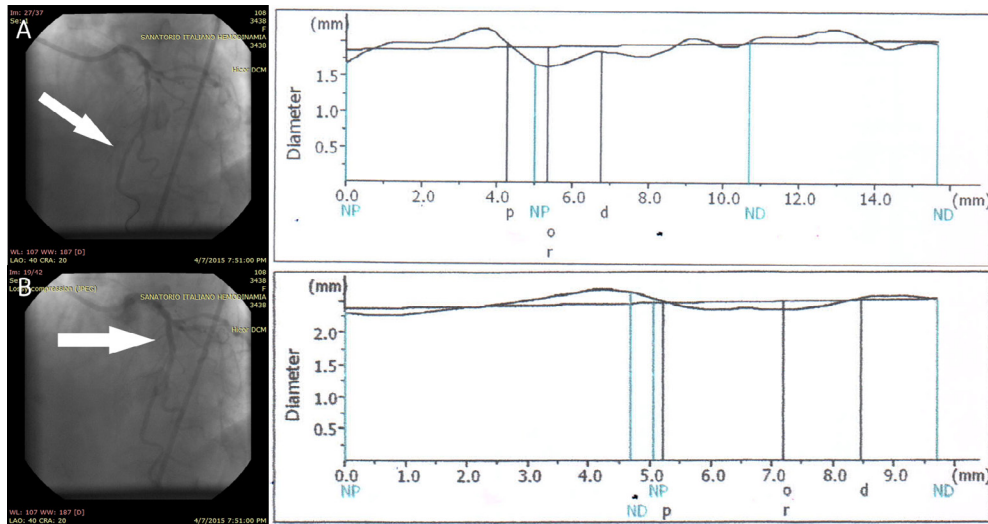 Im: 27/37
Se: 1
A
108
3438
F
SANATORIO ITALIANO HEMODINAMIA
3438
DCM
WL: 107 WW: 187 [D]
LAO: 40 CRA: 20
4/7/2015 7:51:00 PM
(mm)
1.5
1.0
0.5
Diameter
0.0
2.0
4.0
6.0
8.0
10.0
12.0
14.0
(mm)
NP
p
NP
d
ND
ND
o
r
Im: 19/42
B
108
3438
F
SANATORIO ITALIANO HEMODINAMIA
3438
DCM
WL: 107 WW: 187 [D]
LAO: 40 CRA: 20
4/7/2015 7:51:00 PM
(mm)
2.0
1.5
1.0
0.5
Diameter
0.0
1.0
2.0
3.0
4.0
5.0
6.0
7.0
8.0
9.0
(mm)
NP
NP
o
d
ND
ND
p
r